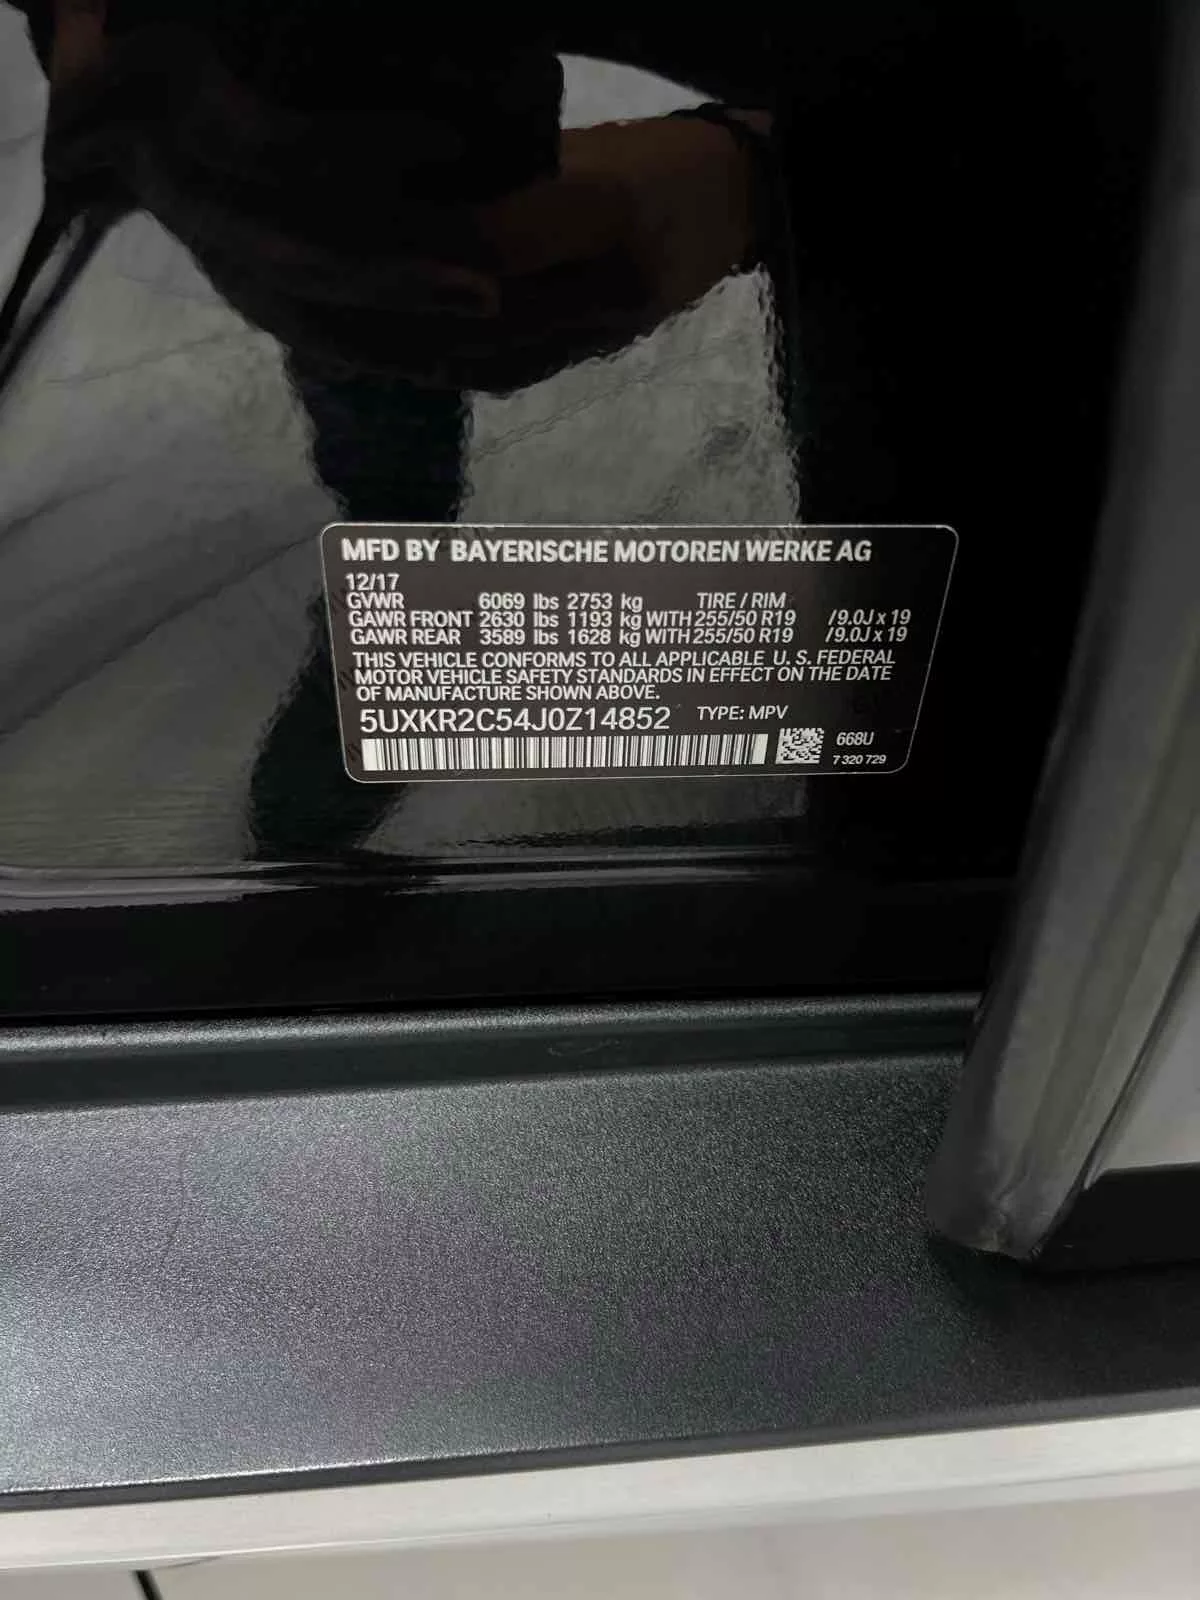 MFD BY BAYERISCHE MOTOREN WERKE AG
12/17
GVWR 6069 lbs 2753 kg TIRE / RIM
GAWR FRONT 2630 lbs 1193 kg WITH 255/50 R19 /9.0J x 19
GAWR REAR 3589 lbs 1628 kg WITH 255/50 R19 /9.0J x 19
THIS VEHICLE CONFORMS TO ALL APPLICABLE U. S. FEDERAL
MOTOR VEHICLE SAFETY STANDARDS IN EFFECT ON THE DATE
OF MANUFACTURE SHOWN ABOVE.
5UXKR2C54J0Z14852 TYPE: MPV
668U
7 320 729